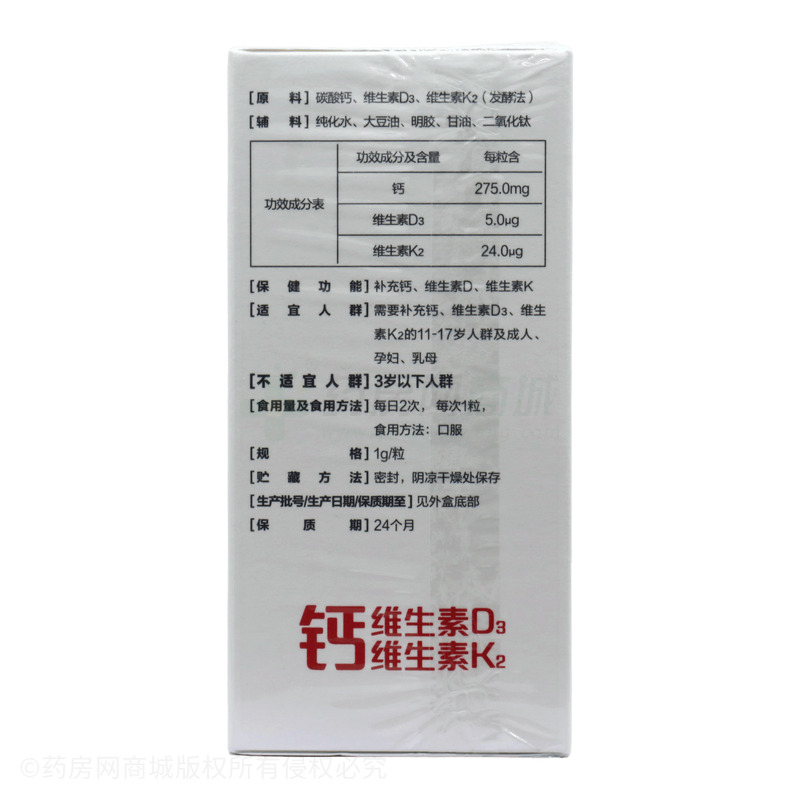 [原料] 碳酸钙、维生素D3、维生素K2（发酵法）
[辅料] 纯化水、大豆油、明胶、甘油、二氧化钛
功效成分表
功效成分及含量 每粒含
钙 275.0mg
维生素D3 5.0μg
维生素K2 24.0μg
[保健功能] 补充钙、维生素D、维生素K
[适宜人群] 需要补充钙、维生素D3、维生
素K2的11-17岁人群及成人、
孕妇、乳母
[不适宜人群] 3岁以下人群
[食用量及食用方法] 每日2次，每次1粒，
食用方法：口服
[规格] 1g/粒
[贮藏方法] 密封，阴凉干燥处保存
[生产批号/生产日期/保质期至] 见外盒底部
[保质期] 24个月
钙 维生素D3
维生素K2
©药房网商城版权所有侵权必究